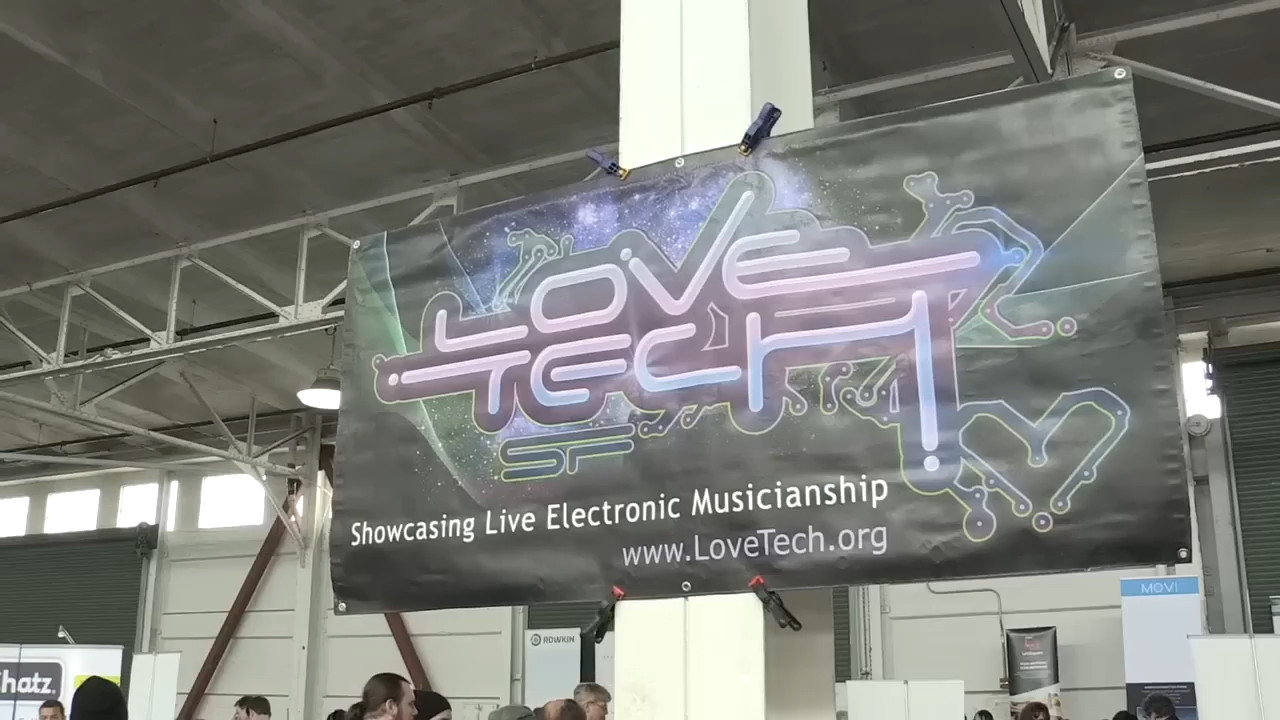 LOVE
TECH
SF
Showcasing Live Electronic Musicianship
www.LoveTech.org
ROWKIN
MOVI
hatz.